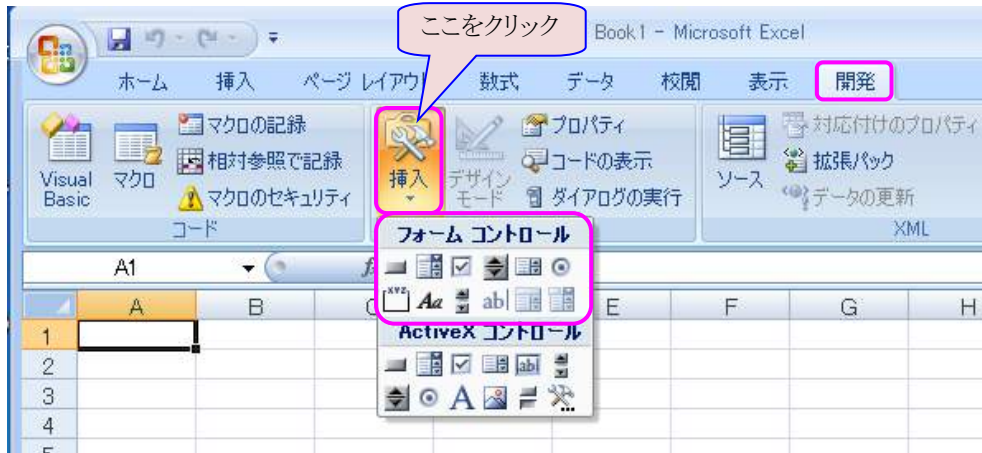 ここをクリック
Book1 - Microsoft Excel
ホーム 挿入 ページ レイアウト 数式 データ 校閲 表示 開発
Visual Basic
マクロ
マクロの記録
相対参照で記録
マクロのセキュリティ
コード
挿入
デザイン モード
プロパティ
コードの表示
ダイアログの実行
ソース
対応付けのプロパティ
拡張パック
データの更新
XML
フォーム コントロール
XYZ Aa ab|
ActiveX コントロール
ab|
A
A1
A B C E F G H
1
2
3
4
5